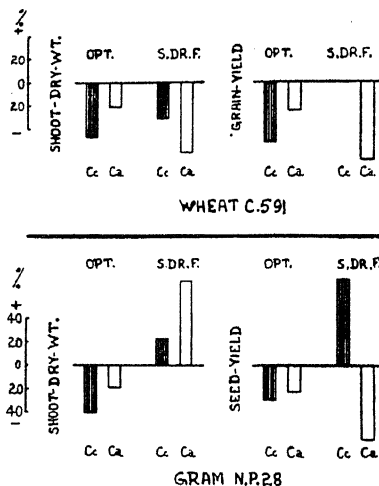 % + 20 20 −
SHOOT-DRY-WT.
OPT. S.DR.F.
Cc Ca Cc Ca
GRAIN-YIELD
OPT. S.DR.F.
Cc Ca Cc Ca
WHEAT C.591
% + 40 20 20 40 −
SHOOT-DRY-WT.
OPT. S.DR.F.
Cc Ca Cc Ca
SEED-YIELD
OPT. S.DR.F.
Cc Ca Cc Ca
GRAM N.P.28